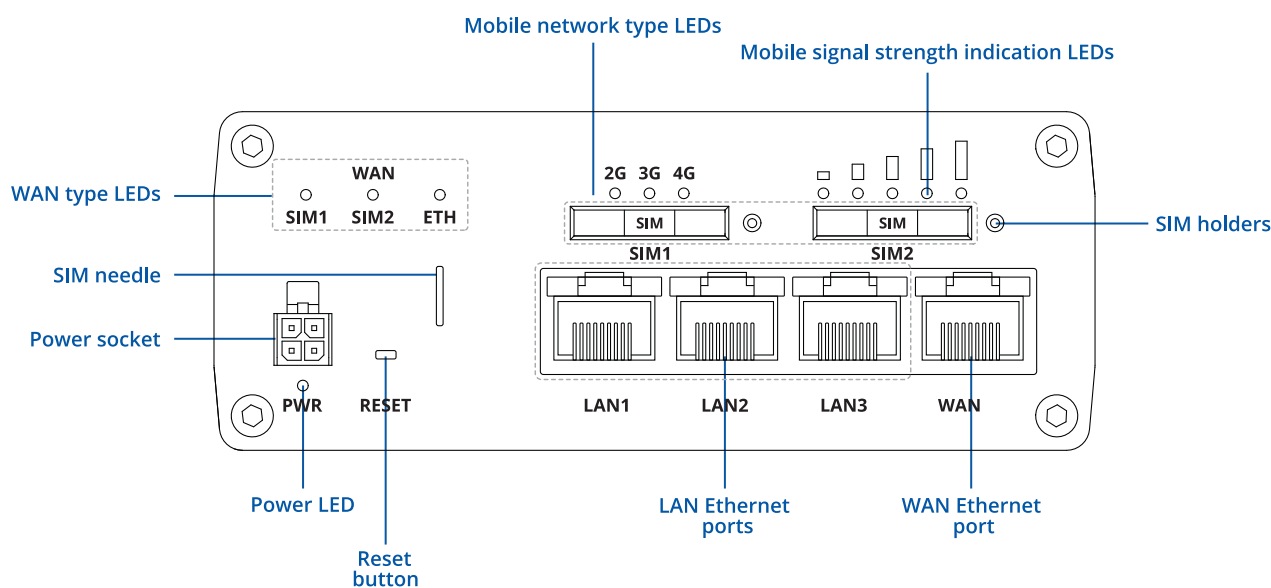 Mobile network type LEDs
Mobile signal strength indication LEDs
WAN type LEDs
WAN
SIM1 SIM2 ETH
2G 3G 4G
SIM
SIM
SIM holders
SIM1
SIM2
SIM needle
Power socket
PWR
RESET
LAN1
LAN2
LAN3
WAN
Power LED
Reset
button
LAN Ethernet
ports
WAN Ethernet
port